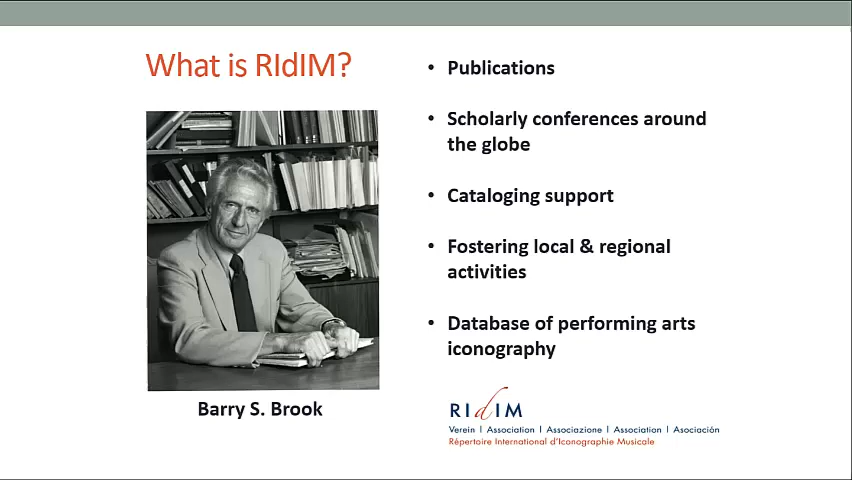 What is RIdIM?
Barry S. Brook
• Publications
• Scholarly conferences around
the globe
• Cataloging support
• Fostering local & regional
activities
• Database of performing arts
iconography
RIdIM
Verein I Association I Associazione I Association I Asociación
Répertoire International d'Iconographie Musicale